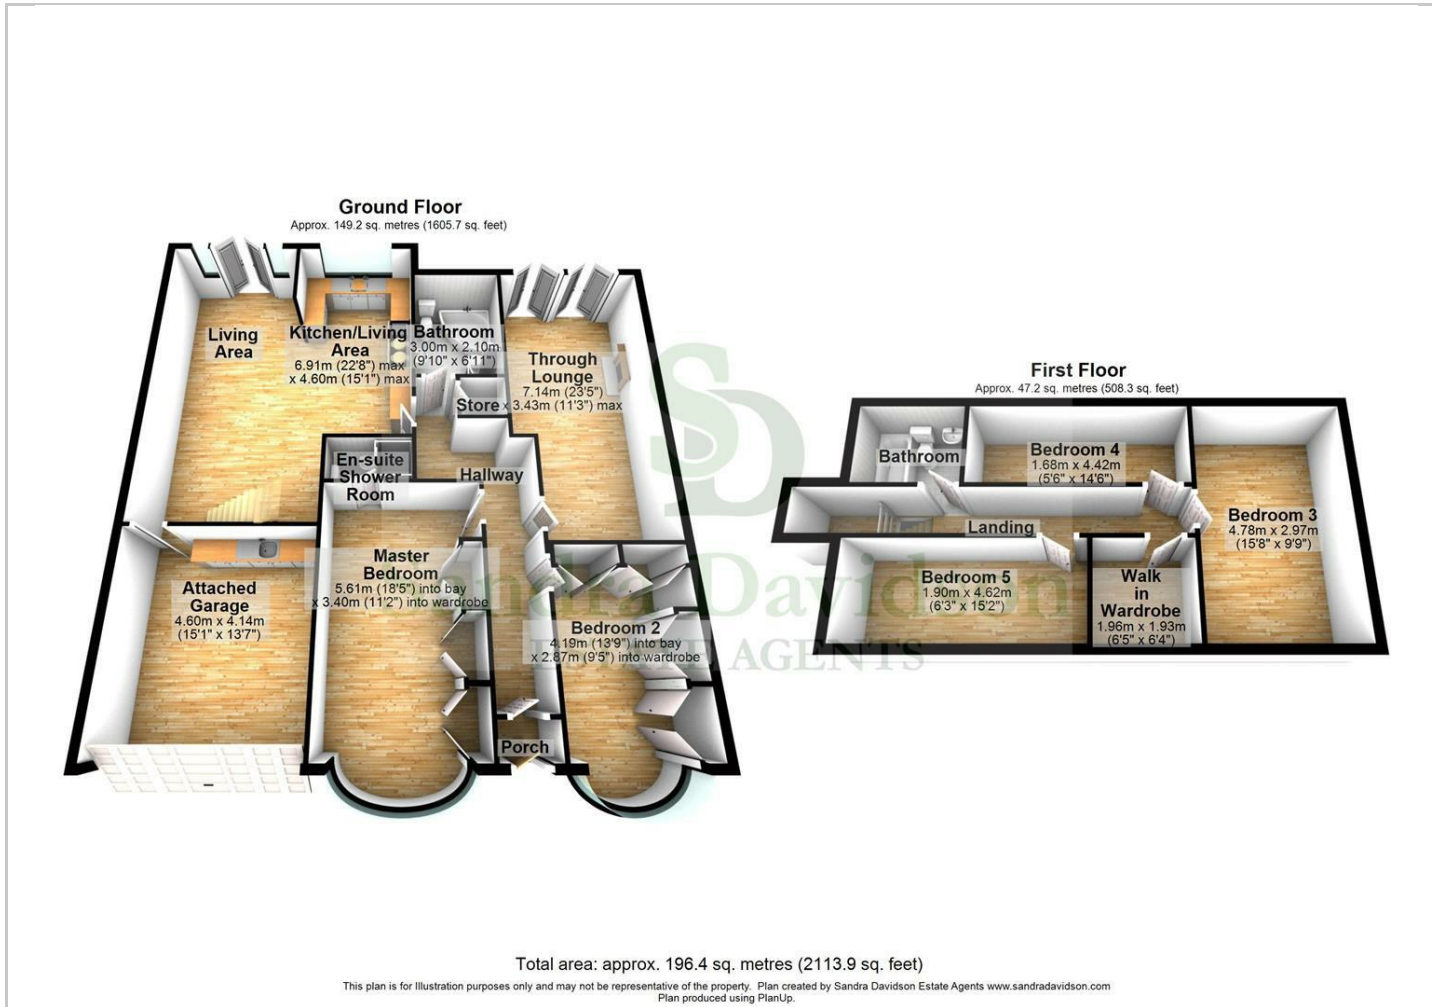 Ground Floor
Approx. 149.2 sq. metres (1605.7 sq. feet)
Living
Area
Kitchen/Living
Area
6.91m (22'8") max
x 4.60m (15'1") max
Bathroom
3.00m x 2.10m
(9'10" x 6'11")
Store
Through
Lounge
7.14m (23'5")
x 3.43m (11'3") max
En-suite
Shower
Room
Hallway
Master
Bedroom
5.61m (18'5") into bay
x 3.40m (11'2") into wardrobe
Attached
Garage
4.60m x 4.14m
(15'1" x 13'7")
Bedroom 2
4.19m (13'9") into bay
x 2.87m (9'5") into wardrobe
Porch
First Floor
Approx. 47.2 sq. metres (508.3 sq. feet)
Bathroom
Bedroom 4
1.68m x 4.42m
(5'6" x 14'6")
Bedroom 3
4.78m x 2.97m
(15'8" x 9'9")
Landing
Bedroom 5
1.90m x 4.62m
(6'3" x 15'2")
Walk
in
Wardrobe
1.96m x 1.93m
(6'5" x 6'4")
SD
Sandra Davidson
ESTATE AGENTS
Total area: approx. 196.4 sq. metres (2113.9 sq. feet)
This plan is for Illustration purposes only and may not be representative of the property. Plan created by Sandra Davidson Estate Agents www.sandradavidson.com
Plan produced using PlanUp.